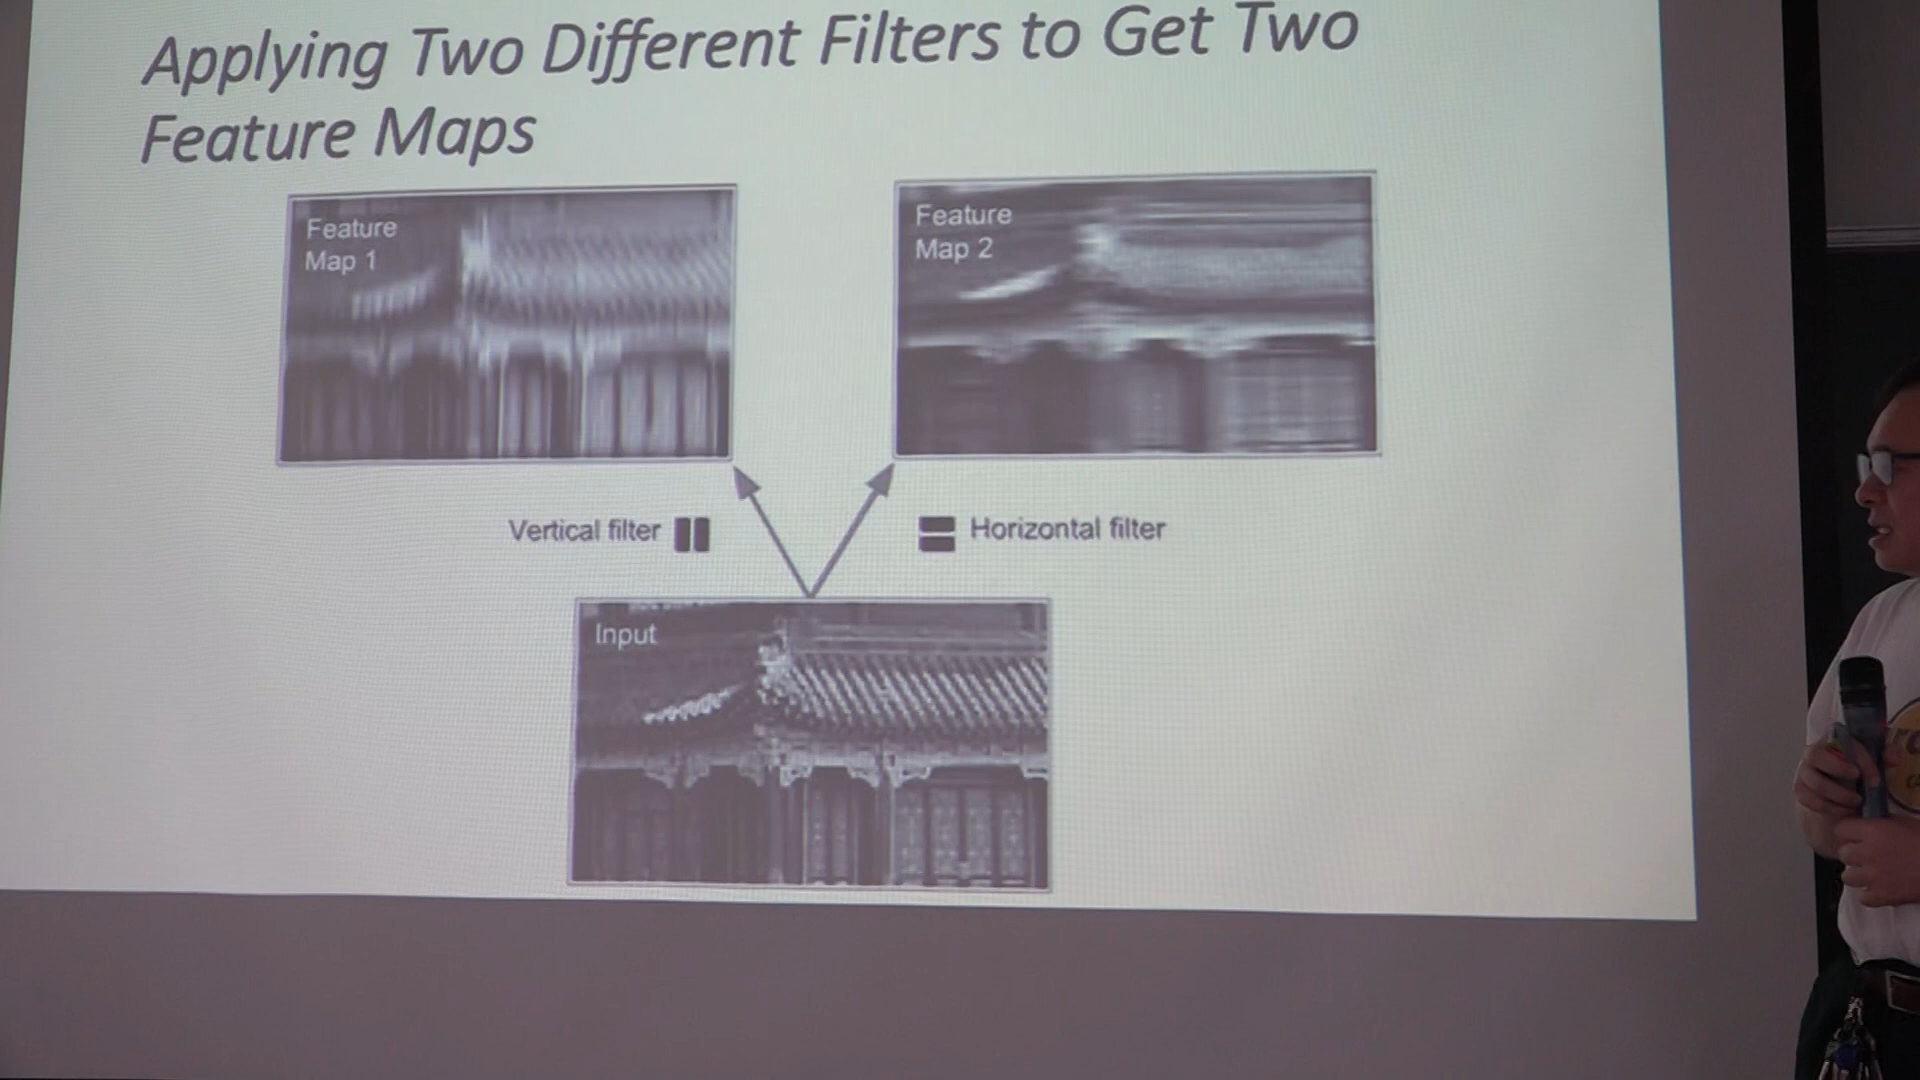 Applying Two Different Filters to Get Two
Feature Maps
Feature
Map 1
Feature
Map 2
Vertical filter
Horizontal filter
Input